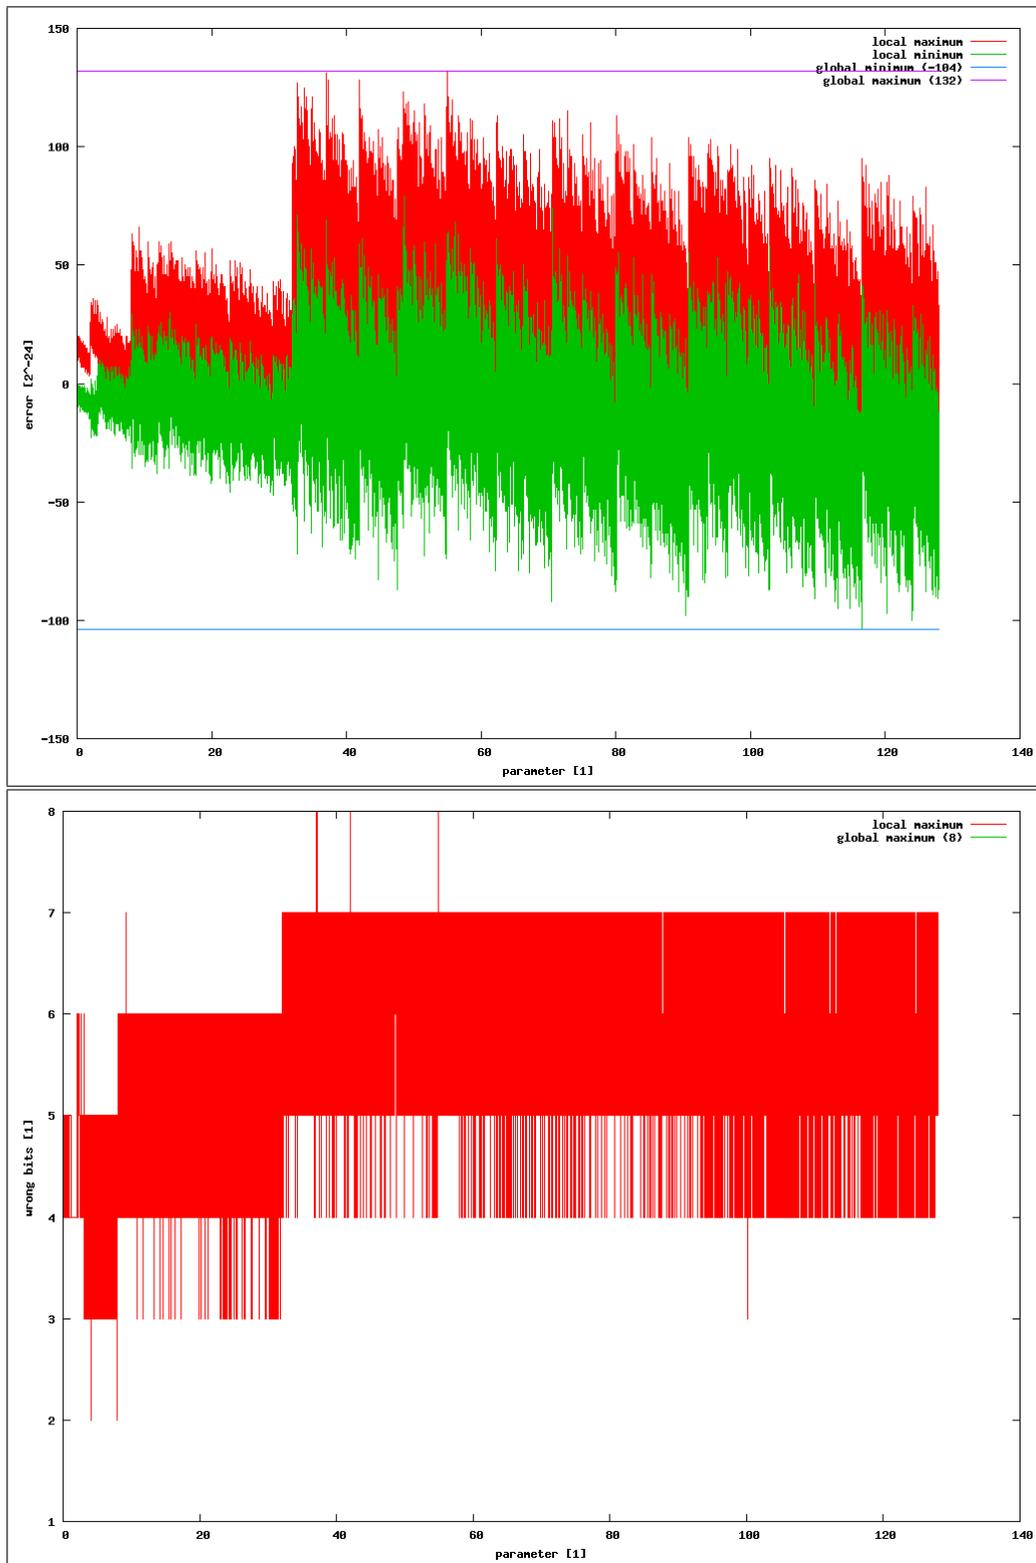 150
100
50
0
-50
-100
-150
error [2^-24]
local maximum
local minimum
global minimum (-104)
global maximum (132)
0 20 40 60 80 100 120 140
parameter [1]
8
7
6
5
4
3
2
1
wrong bits [1]
local maximum
global maximum (8)
0 20 40 60 80 100 120 140
parameter [1]